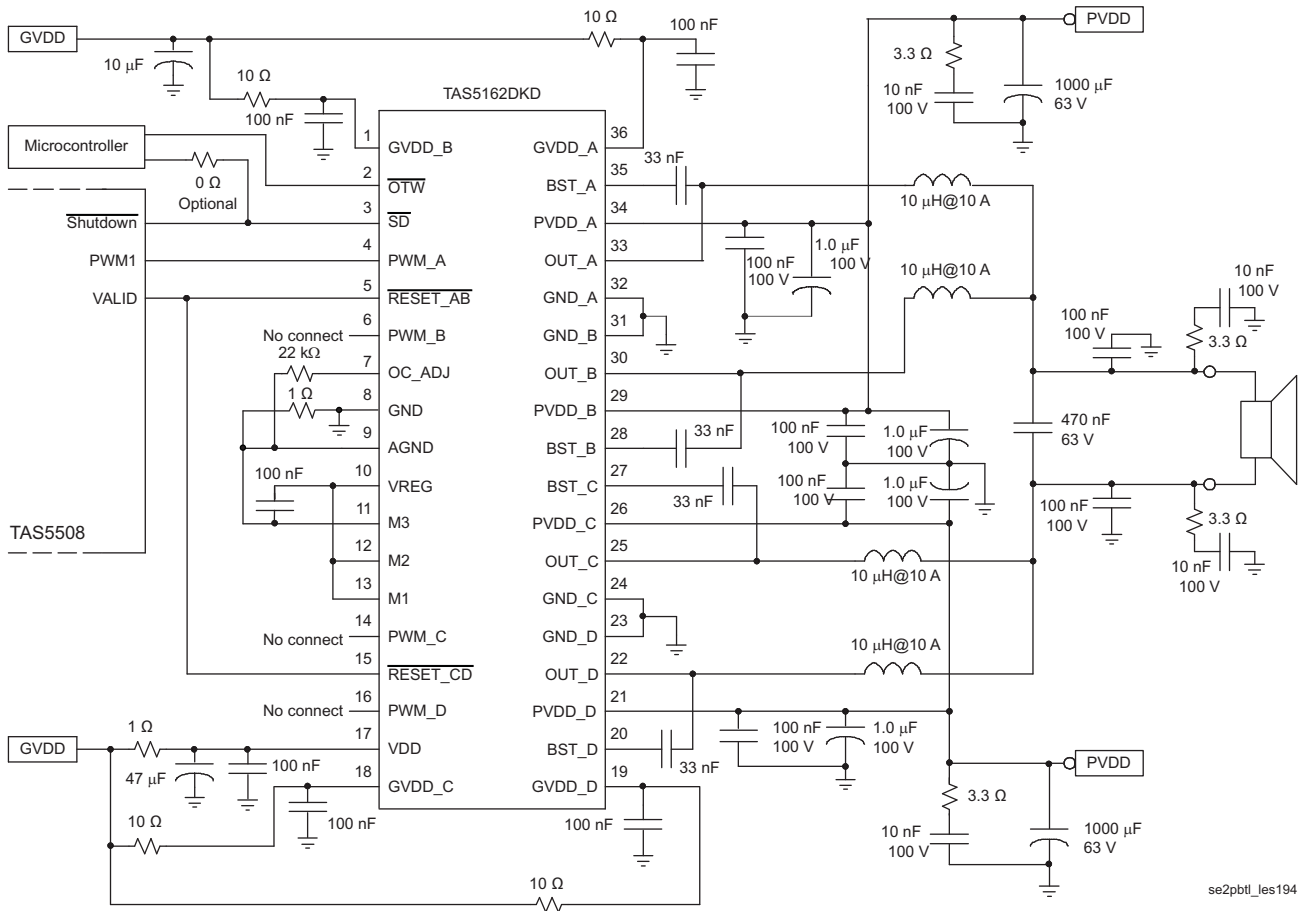 GVDD
10 Ω
100 nF
PVDD
10 µF
10 Ω
100 nF
3.3 Ω
10 nF
100 V
1000 µF
63 V
TAS5162DKD
Microcontroller
0 Ω
Optional
Shutdown
PWM1
VALID
TAS5508
1
GVDD_B
2
OTW
3
SD
4
PWM_A
5
RESET_AB
6
No connect
PWM_B
22 kΩ
7
OC_ADJ
1 Ω
8
GND
9
AGND
100 nF
10
VREG
11
M3
12
M2
13
M1
14
No connect
PWM_C
15
RESET_CD
16
No connect
PWM_D
17
VDD
18
GVDD_C
36
GVDD_A
35
BST_A
34
PVDD_A
33
OUT_A
32
GND_A
31
GND_B
30
OUT_B
29
PVDD_B
28
BST_B
27
BST_C
26
PVDD_C
25
OUT_C
24
GND_C
23
GND_D
22
OUT_D
21
PVDD_D
20
BST_D
19
GVDD_D
33 nF
10 µH@10 A
100 nF
100 V
1.0 µF
100 V
10 µH@10 A
10 nF
100 V
100 nF
100 V
3.3 Ω
33 nF
100 nF
100 V
1.0 µF
100 V
470 nF
63 V
33 nF
100 nF
100 V
1.0 µF
100 V
100 nF
100 V
3.3 Ω
10 nF
100 V
10 µH@10 A
10 µH@10 A
100 nF
100 V
1.0 µF
100 V
33 nF
GVDD
1 Ω
47 µF
100 nF
10 Ω
100 nF
100 nF
10 Ω
PVDD
3.3 Ω
10 nF
100 V
1000 µF
63 V
se2pbtl_les194